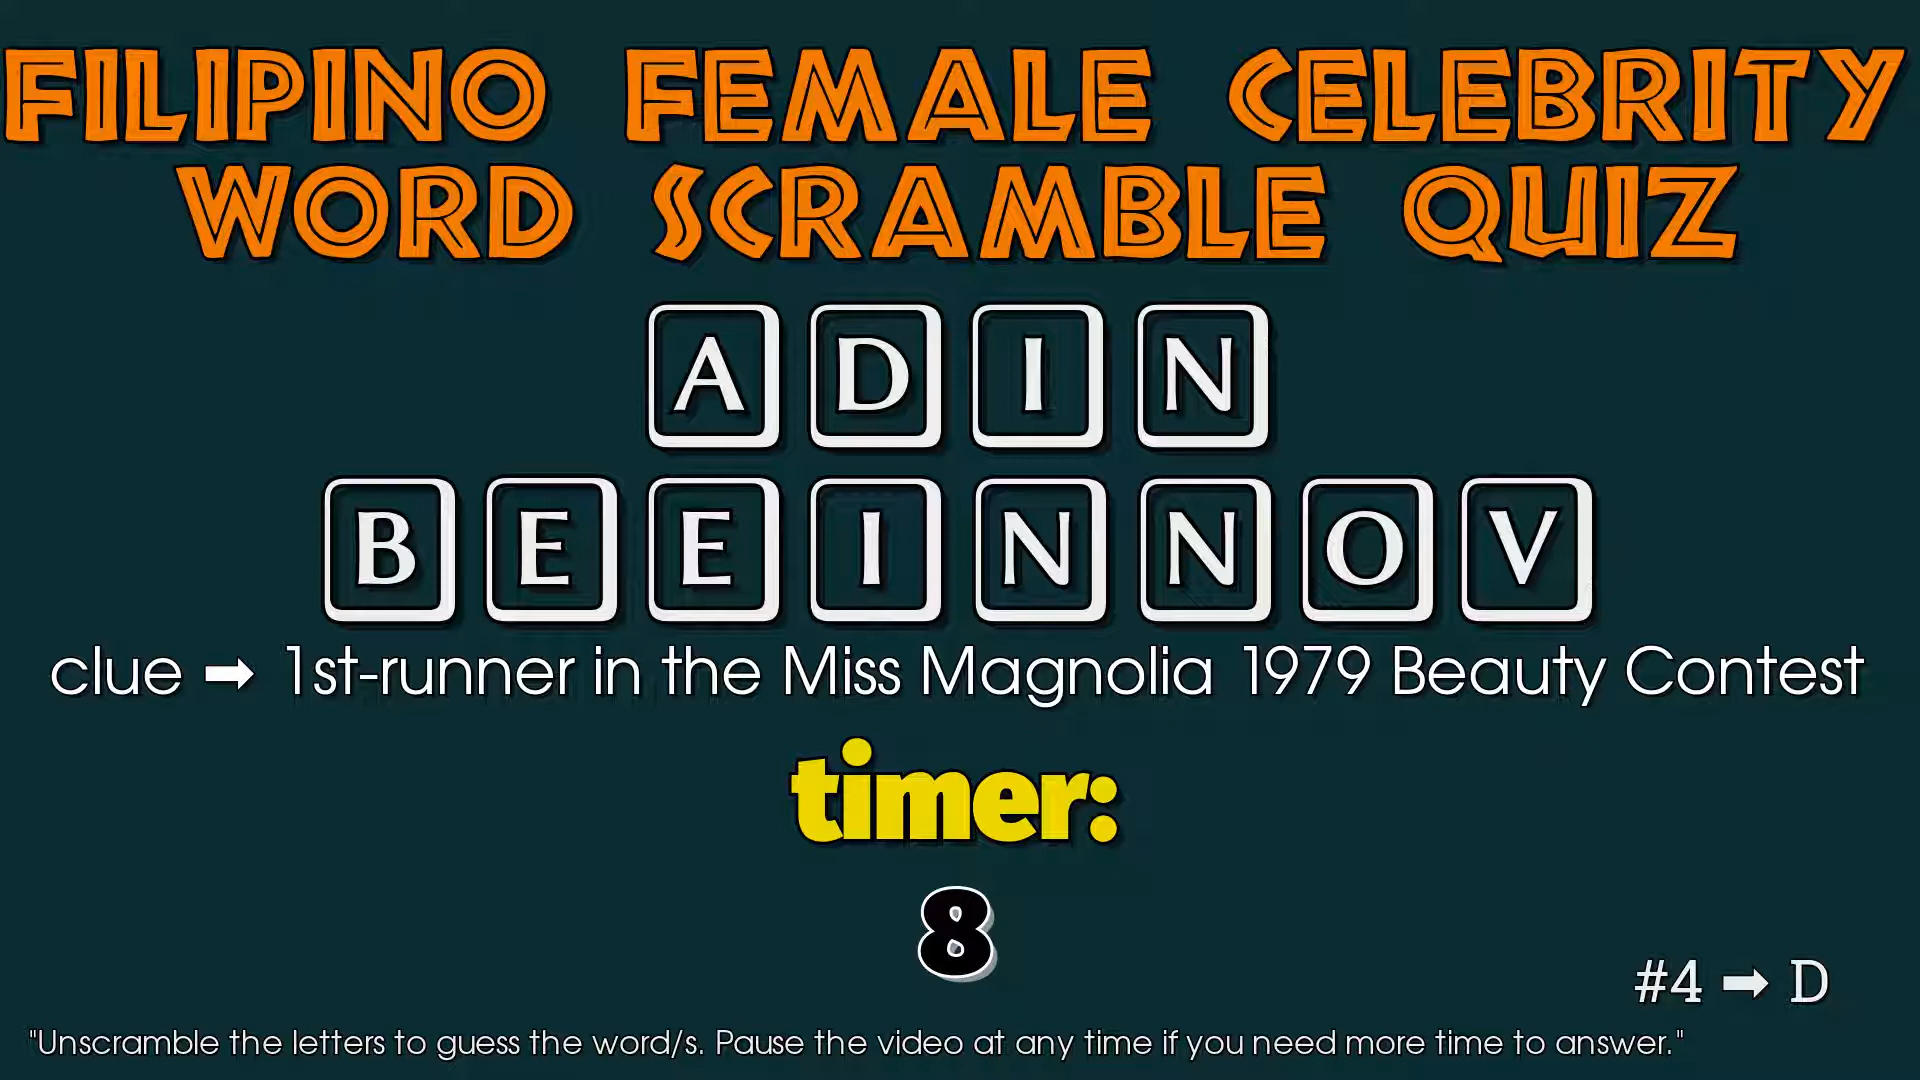 FILIPINO FEMALE CELEBRITY
WORD SCRAMBLE QUIZ
A D I N
B E E I N N O V
clue ➡ 1st-runner in the Miss Magnolia 1979 Beauty Contest
timer:
8
#4 ➡ D
"Unscramble the letters to guess the word/s. Pause the video at any time if you need more time to answer."